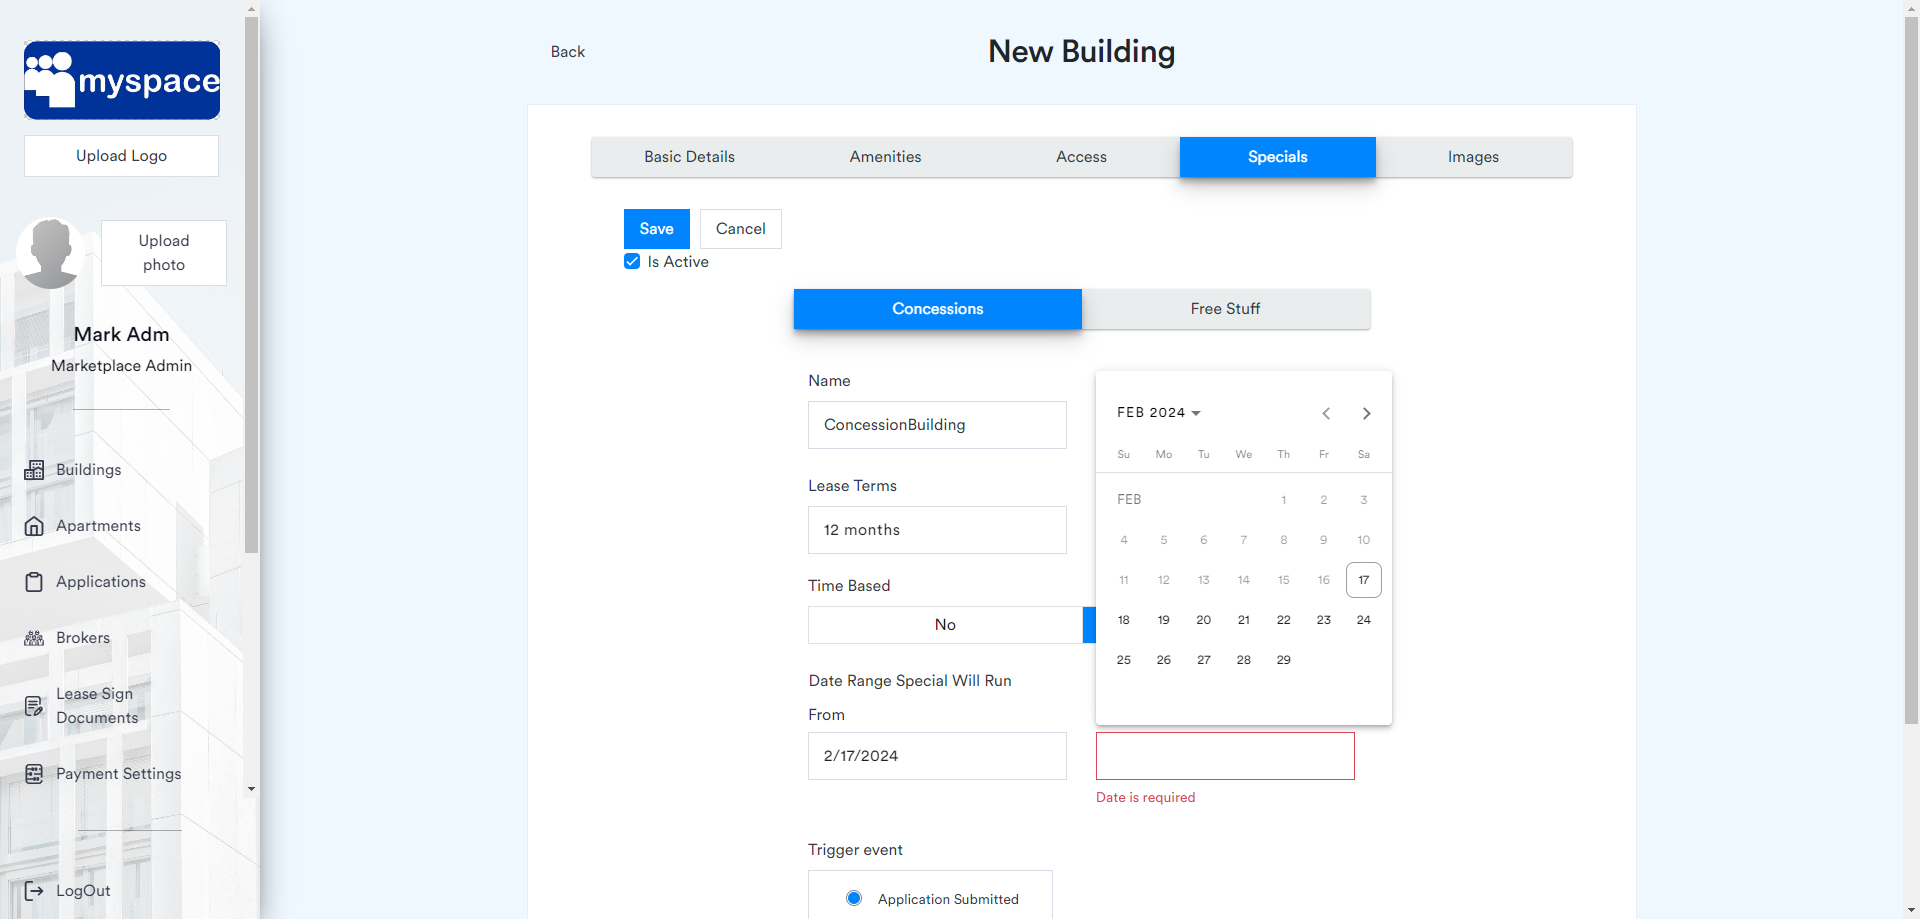 myspace
Upload Logo
Upload
photo
Mark Adm
Marketplace Admin
Buildings
Apartments
Applications
Brokers
Lease Sign
Documents
Payment Settings
LogOut
Back
New Building
Basic Details
Amenities
Access
Specials
Images
Save
Cancel
Is Active
Concessions
Free Stuff
Name
ConcessionBuilding
Lease Terms
12 months
Time Based
No
Date Range Special Will Run
From
2/17/2024
FEB 2024
Su Mo Tu We Th Fr Sa
FEB 1 2 3
4 5 6 7 8 9 10
11 12 13 14 15 16 17
18 19 20 21 22 23 24
25 26 27 28 29
Date is required
Trigger event
Application Submitted